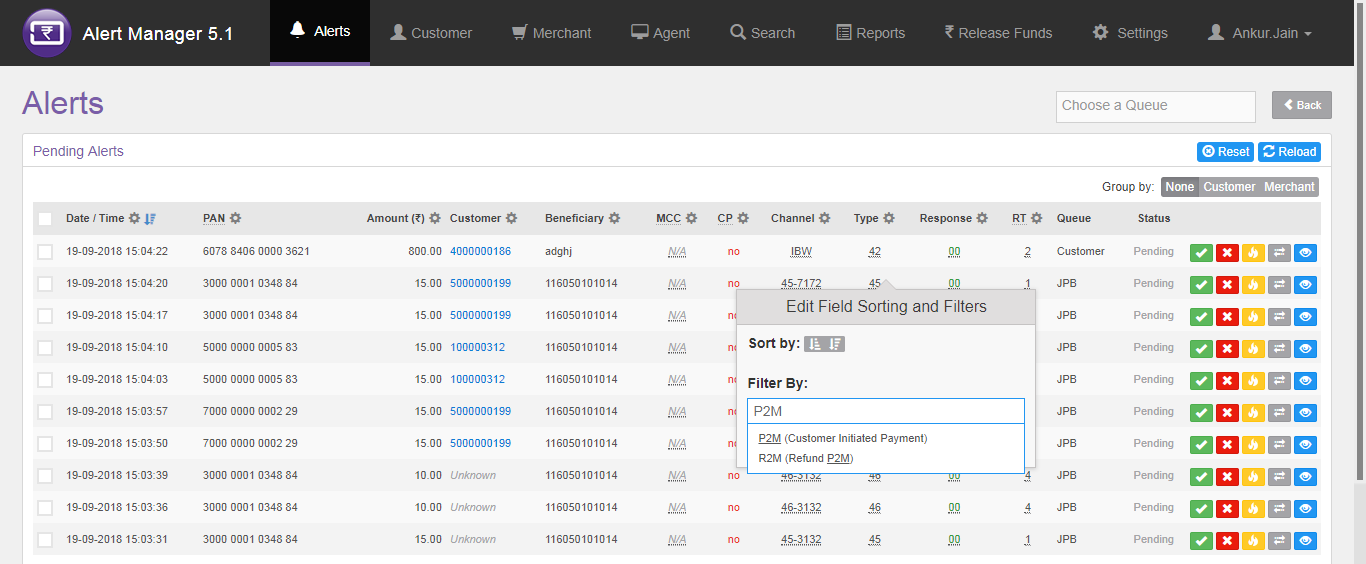 Alert Manager 5.1 Alerts Customer Merchant Agent Search Reports ₹ Release Funds Settings Ankur.Jain
Alerts
Choose a Queue Back
Pending Alerts Reset Reload
Group by: None Customer Merchant
Date / Time PAN Amount (₹) Customer Beneficiary MCC CP Channel Type Response RT Queue Status
19-09-2018 15:04:22 6078 8406 0000 3621 800.00 4000000186 adghj N/A no IBW 42 00 2 Customer Pending
19-09-2018 15:04:20 3000 0001 0348 84 15.00 5000000199 116050101014 N/A no 45-7172 45 00 1 JPB Pending
19-09-2018 15:04:17 3000 0001 0348 84 15.00 5000000199 116050101014 N/A no JPB Pending
19-09-2018 15:04:10 5000 0000 0005 83 15.00 100000312 116050101014 N/A no JPB Pending
19-09-2018 15:04:03 5000 0000 0005 83 15.00 100000312 116050101014 N/A no JPB Pending
19-09-2018 15:03:57 7000 0000 0002 29 15.00 5000000199 116050101014 N/A no JPB Pending
19-09-2018 15:03:50 7000 0000 0002 29 15.00 5000000199 116050101014 N/A no JPB Pending
19-09-2018 15:03:39 3000 0001 0348 84 10.00 Unknown 116050101014 N/A no 46-3132 46 00 4 JPB Pending
19-09-2018 15:03:36 3000 0001 0348 84 10.00 Unknown 116050101014 N/A no 46-3132 46 00 4 JPB Pending
19-09-2018 15:03:31 3000 0001 0348 84 15.00 Unknown 116050101014 N/A no 45-3132 45 00 1 JPB Pending
Edit Field Sorting and Filters
Sort by:
Filter By:
P2M
P2M (Customer Initiated Payment)
R2M (Refund P2M)